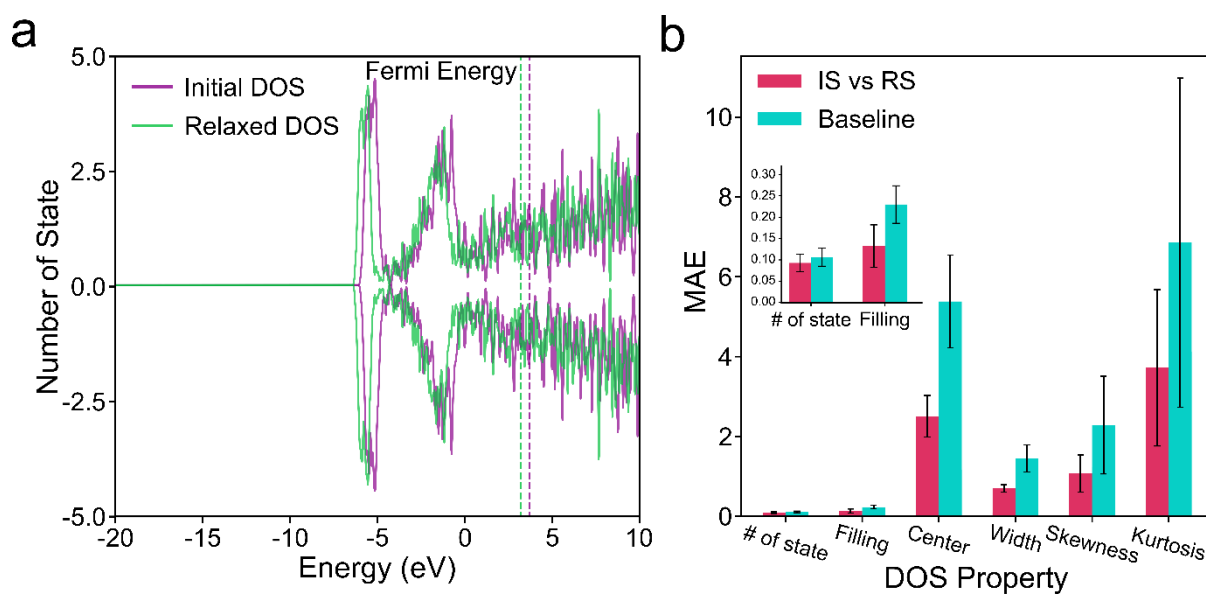 a
5.0
2.5
0.0
-2.5
-5.0
Number of State
Initial DOS
Relaxed DOS
Fermi Energy
-20
-15
-10
-5
0
5
10
Energy (eV)
b
10
8
6
4
2
0
MAE
IS vs RS
Baseline
0.30
0.25
0.20
0.15
0.10
0.05
0.00
# of state
Filling
# of state
Filling
Center
Width
Skewness
Kurtosis
DOS Property